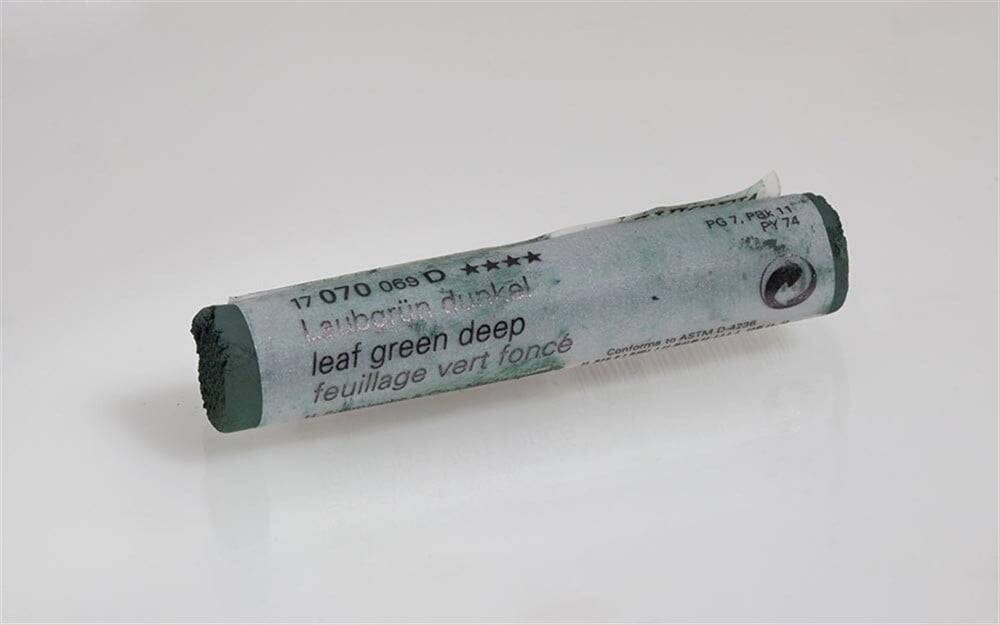 17 070 069 D ★★★★
Laubgrün dunkel
leaf green deep
feuillage vert foncé
PG 7, PBk 11
PY 74
Conforms to ASTM D-4236